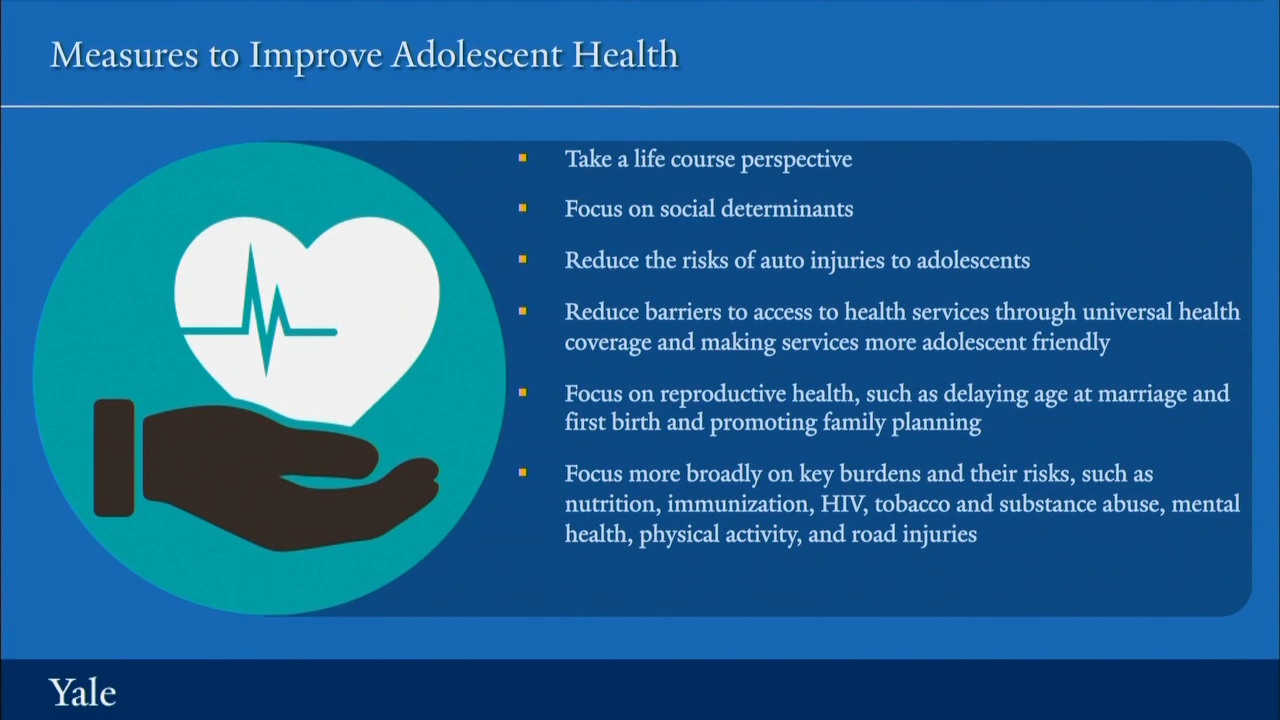 Measures to Improve Adolescent Health
Take a life course perspective
Focus on social determinants
Reduce the risks of auto injuries to adolescents
Reduce barriers to access to health services through universal health
coverage and making services more adolescent friendly
Focus on reproductive health, such as delaying age at marriage and
first birth and promoting family planning
Focus more broadly on key burdens and their risks, such as
nutrition, immunization, HIV, tobacco and substance abuse, mental
health, physical activity, and road injuries
Yale